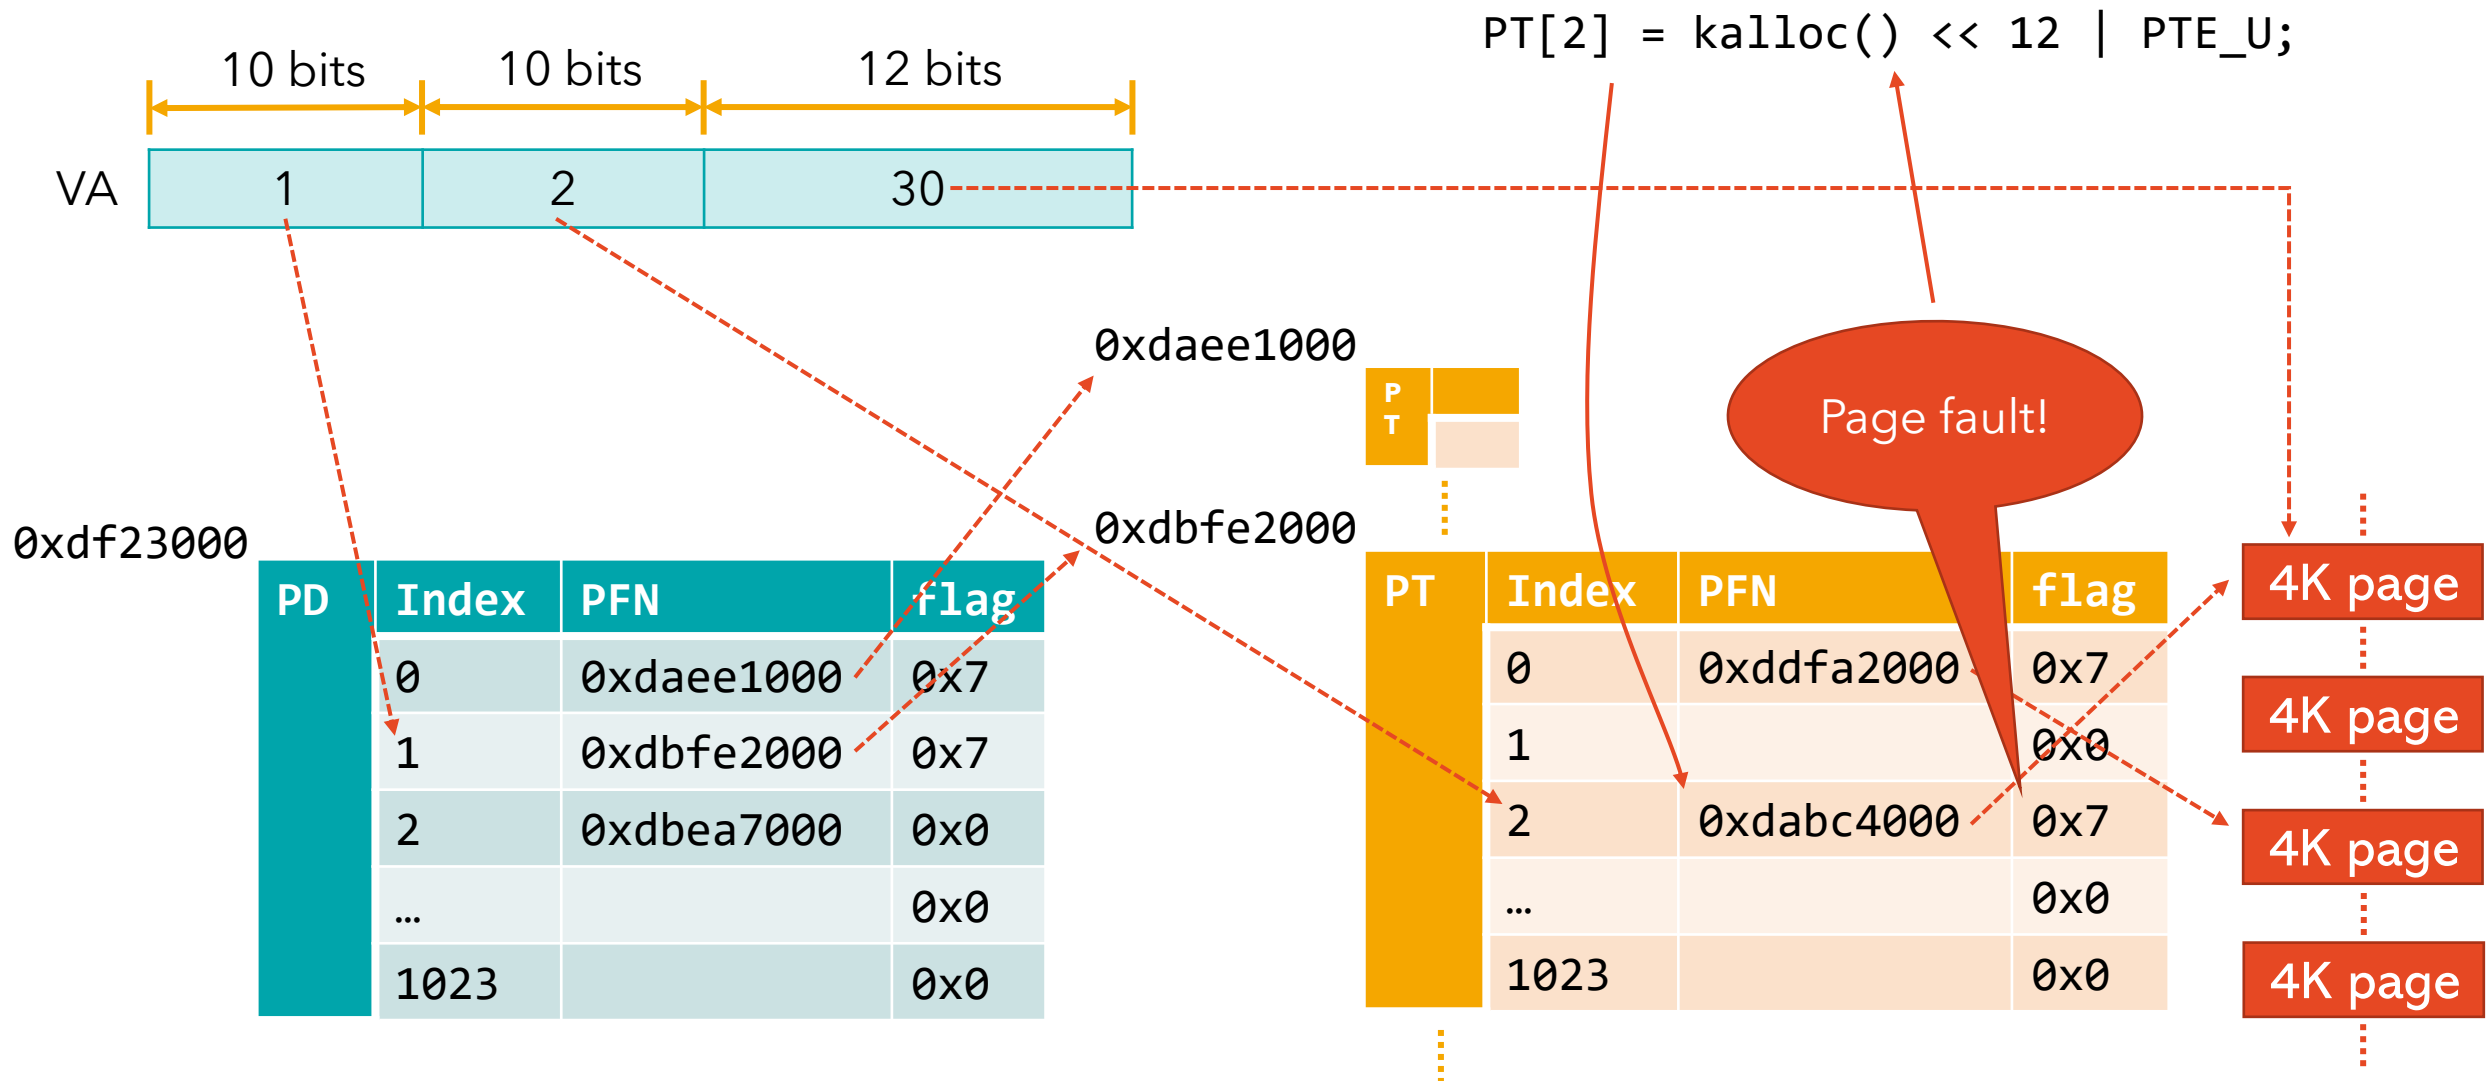 PT[2] = kalloc() << 12 | PTE_U;
10 bits 10 bits 12 bits
VA 1 2 30
0xdaee1000
P
T
Page fault!
0xdf23000
0xdbfe2000
PD Index PFN flag
0 0xdaee1000 0x7
1 0xdbfe2000 0x7
2 0xdbea7000 0x0
… 0x0
1023 0x0
PT Index PFN flag
0 0xddfa2000 0x7
1 0x0
2 0xdabc4000 0x7
… 0x0
1023 0x0
4K page
4K page
4K page
4K page